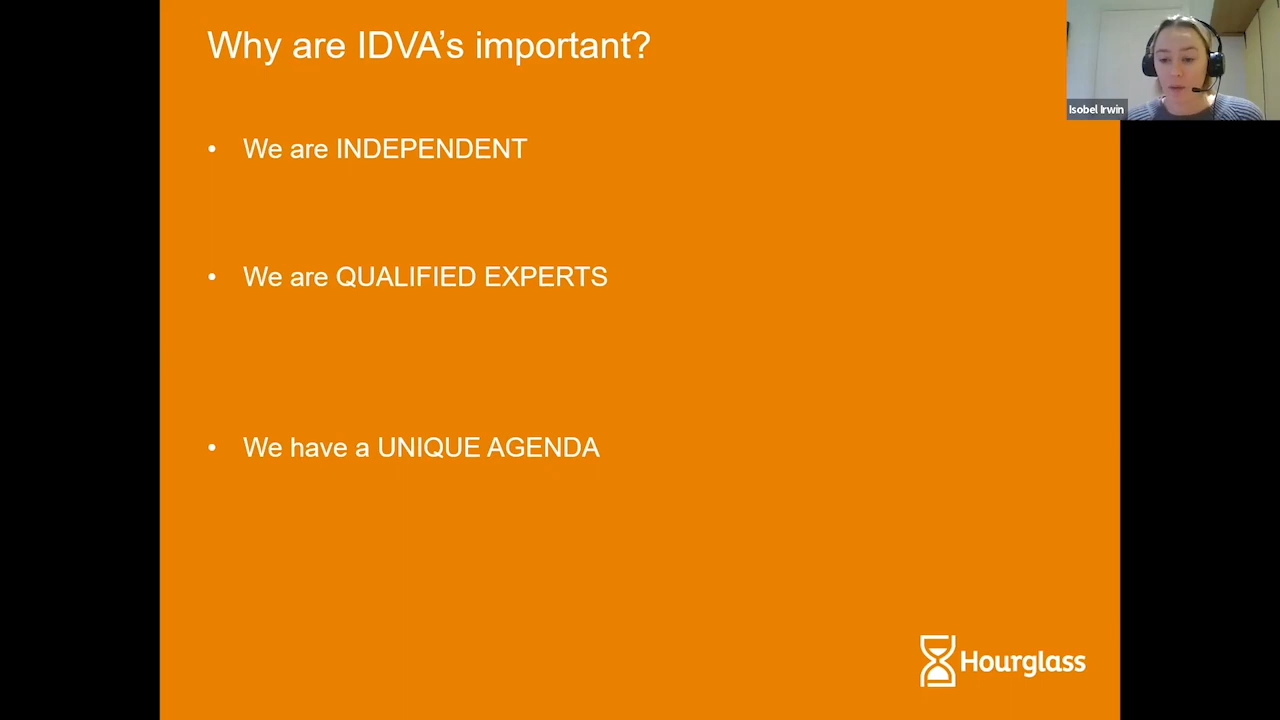 Why are IDVA's important?
Isobel Irwin
• We are INDEPENDENT
• We are QUALIFIED EXPERTS
• We have a UNIQUE AGENDA
Hourglass